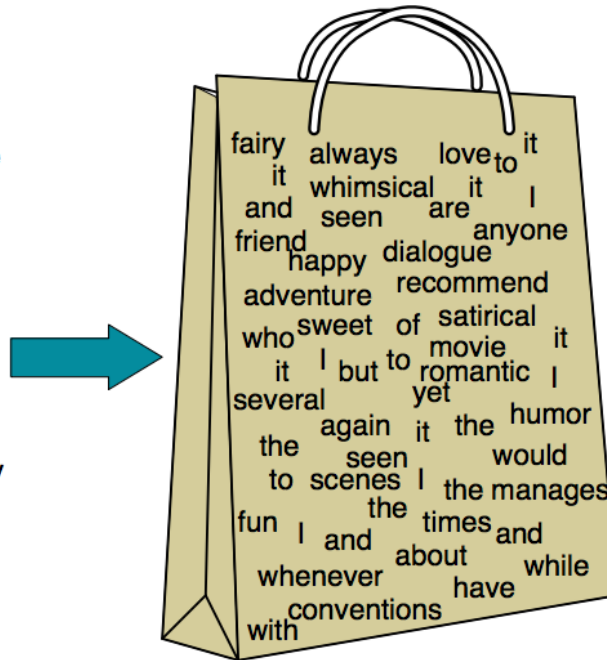 fairy always love to it
it whimsical it I
and seen are anyone
friend happy dialogue
adventure recommend
who sweet of satirical it
it I but to movie romantic I
several yet
again it the humor
the seen would
to scenes I the manages
fun I and the times and
whenever about have while
conventions
with